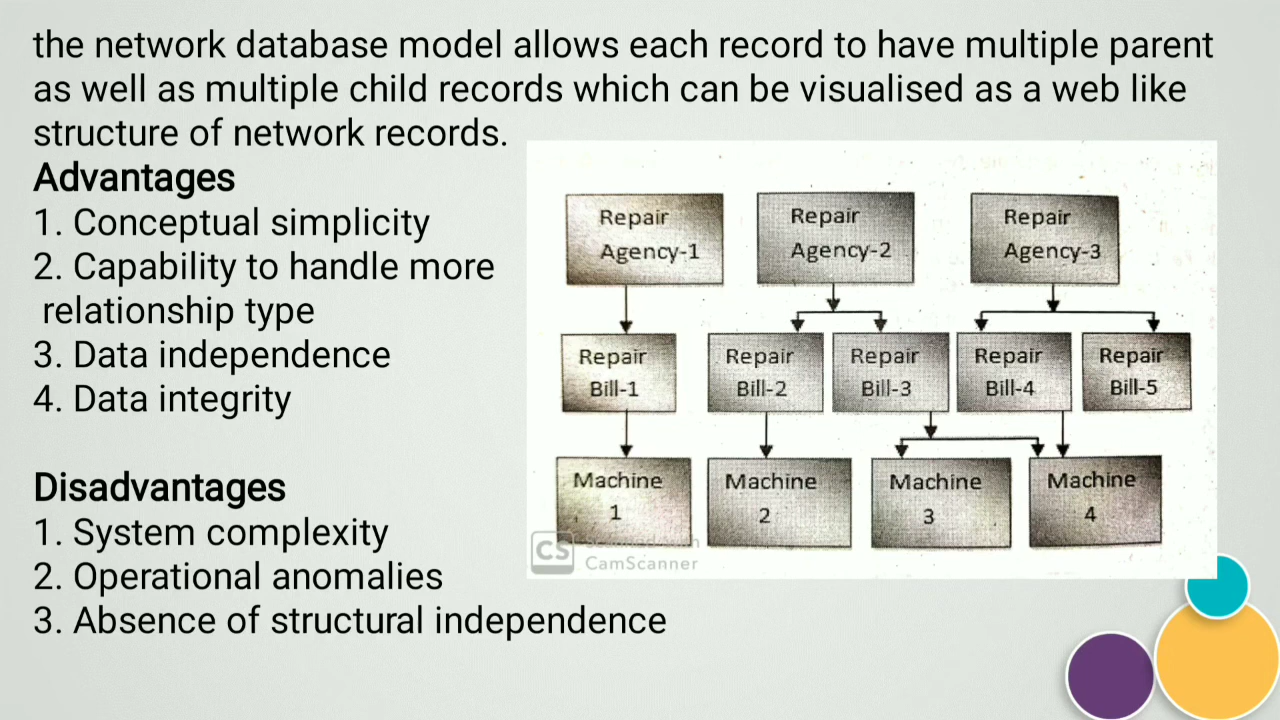 the network database model allows each record to have multiple parent
as well as multiple child records which can be visualised as a web like
structure of network records.
Advantages
1. Conceptual simplicity
2. Capability to handle more
relationship type
3. Data independence
4. Data integrity
Disadvantages
1. System complexity
2. Operational anomalies
3. Absence of structural independence
Repair
Agency-1
Repair
Agency-2
Repair
Agency-3
Repair
Bill-1
Repair
Bill-2
Repair
Bill-3
Repair
Bill-4
Repair
Bill-5
Machine
1
Machine
2
Machine
3
Machine
4
CS
CamScanner